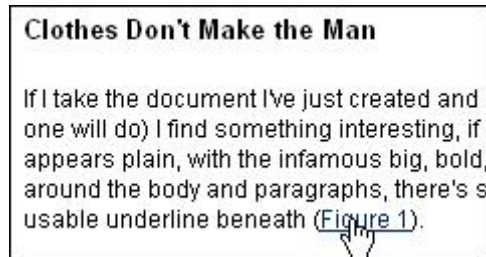 Clothes Don't Make the Man
If I take the document I've just created and
one will do) I find something interesting, if
appears plain, with the infamous big, bold,
around the body and paragraphs, there's s
usable underline beneath (Figure 1).